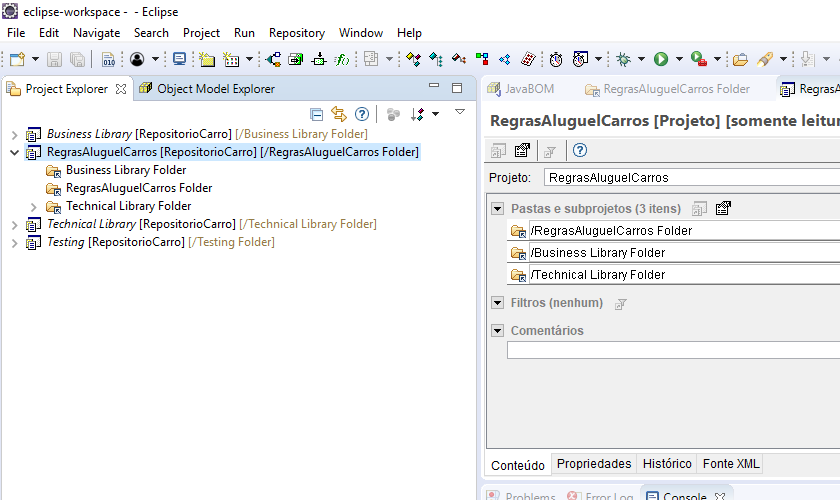 eclipse-workspace - - Eclipse
File Edit Navigate Search Project Run Repository Window Help
Project Explorer Object Model Explorer
Business Library [RepositorioCarro] [/Business Library Folder]
RegrasAluguelCarros [RepositorioCarro] [/RegrasAluguelCarros Folder]
Business Library Folder
RegrasAluguelCarros Folder
Technical Library Folder
Technical Library [RepositorioCarro] [/Technical Library Folder]
Testing [RepositorioCarro] [/Testing Folder]
JavaBOM RegrasAluguelCarros Folder RegrasA
RegrasAluguelCarros [Projeto] [somente leitur
Projeto: RegrasAluguelCarros
Pastas e subprojetos (3 itens)
/RegrasAluguelCarros Folder
/Business Library Folder
/Technical Library Folder
Filtros (nenhum)
Comentários
Conteúdo Propriedades Histórico Fonte XML
Problems Error Log Console